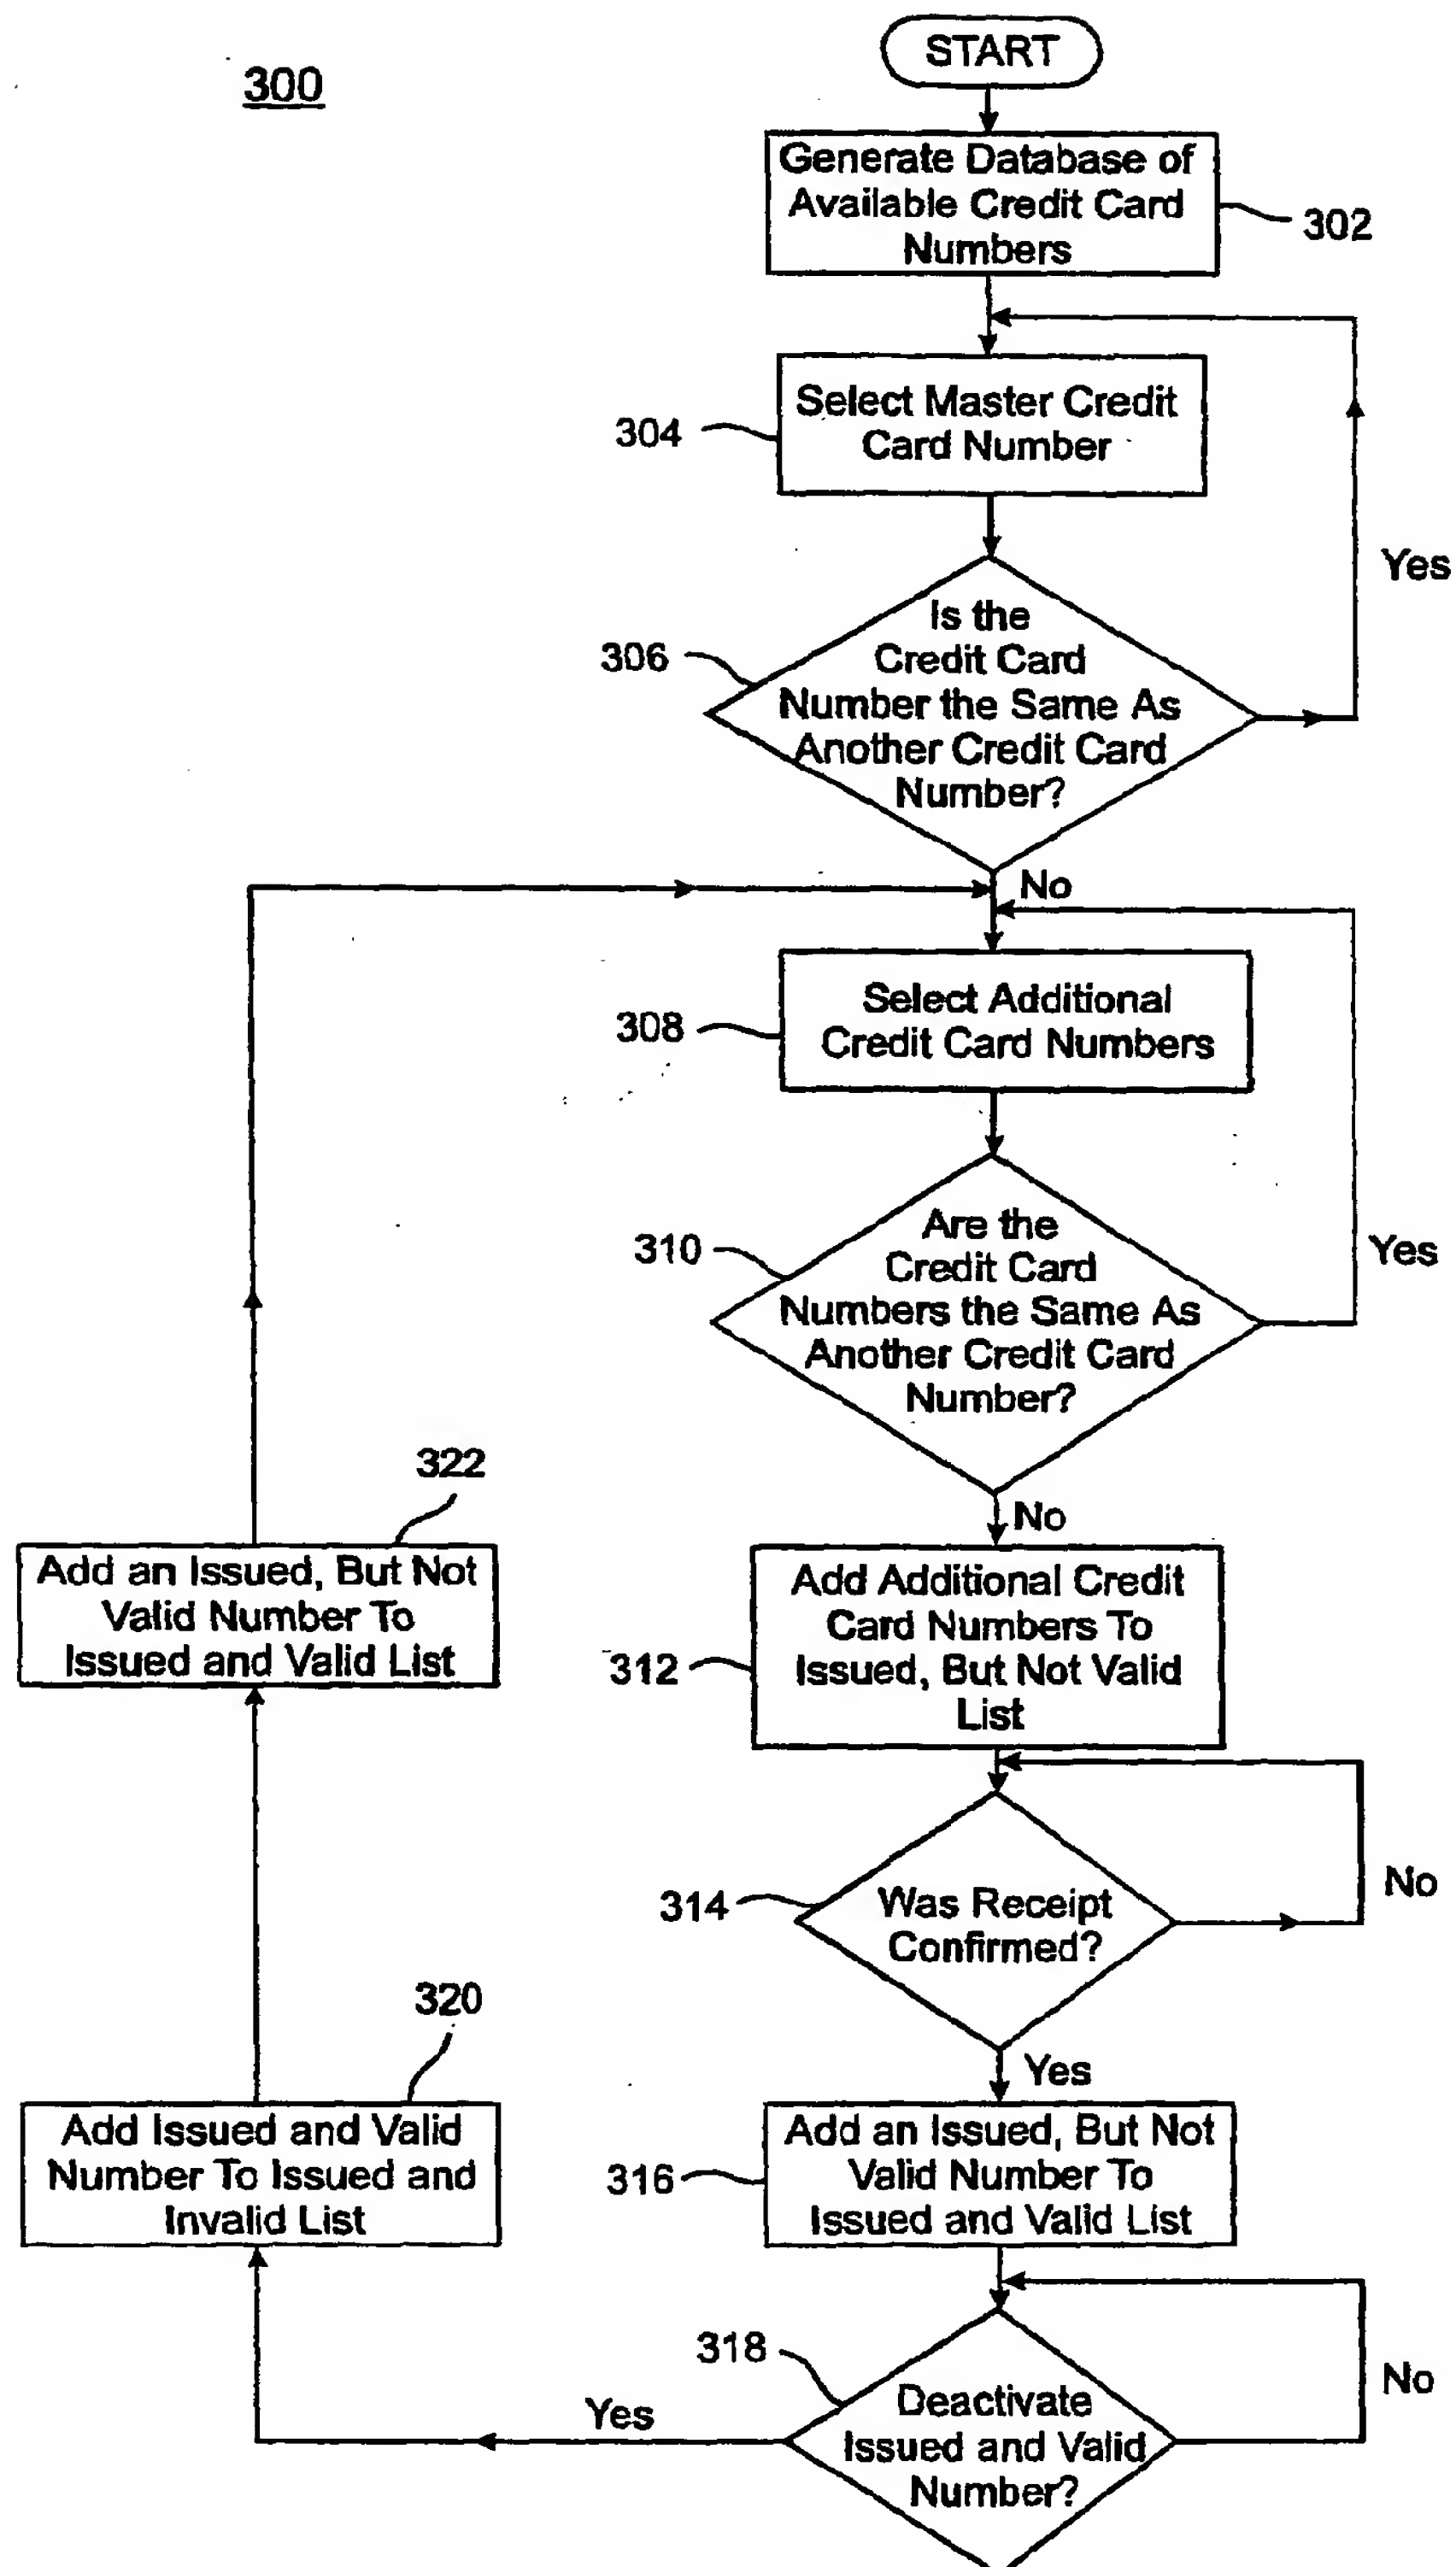 300
START
Generate Database of
Available Credit Card
Numbers
302
Select Master Credit
Card Number
304
Yes
Is the
Credit Card
Number the Same As
Another Credit Card
Number?
306
No
Select Additional
Credit Card Numbers
308
Are the
Credit Card
Numbers the Same As
Another Credit Card
Number?
310
Yes
No
322
Add an Issued, But Not
Valid Number To
Issued and Valid List
Add Additional Credit
Card Numbers To
Issued, But Not Valid
List
312
Was Receipt
Confirmed?
314
No
Yes
320
Add Issued and Valid
Number To Issued and
Invalid List
Add an Issued, But Not
Valid Number To
Issued and Valid List
316
318
Deactivate
Issued and Valid
Number?
No
Yes